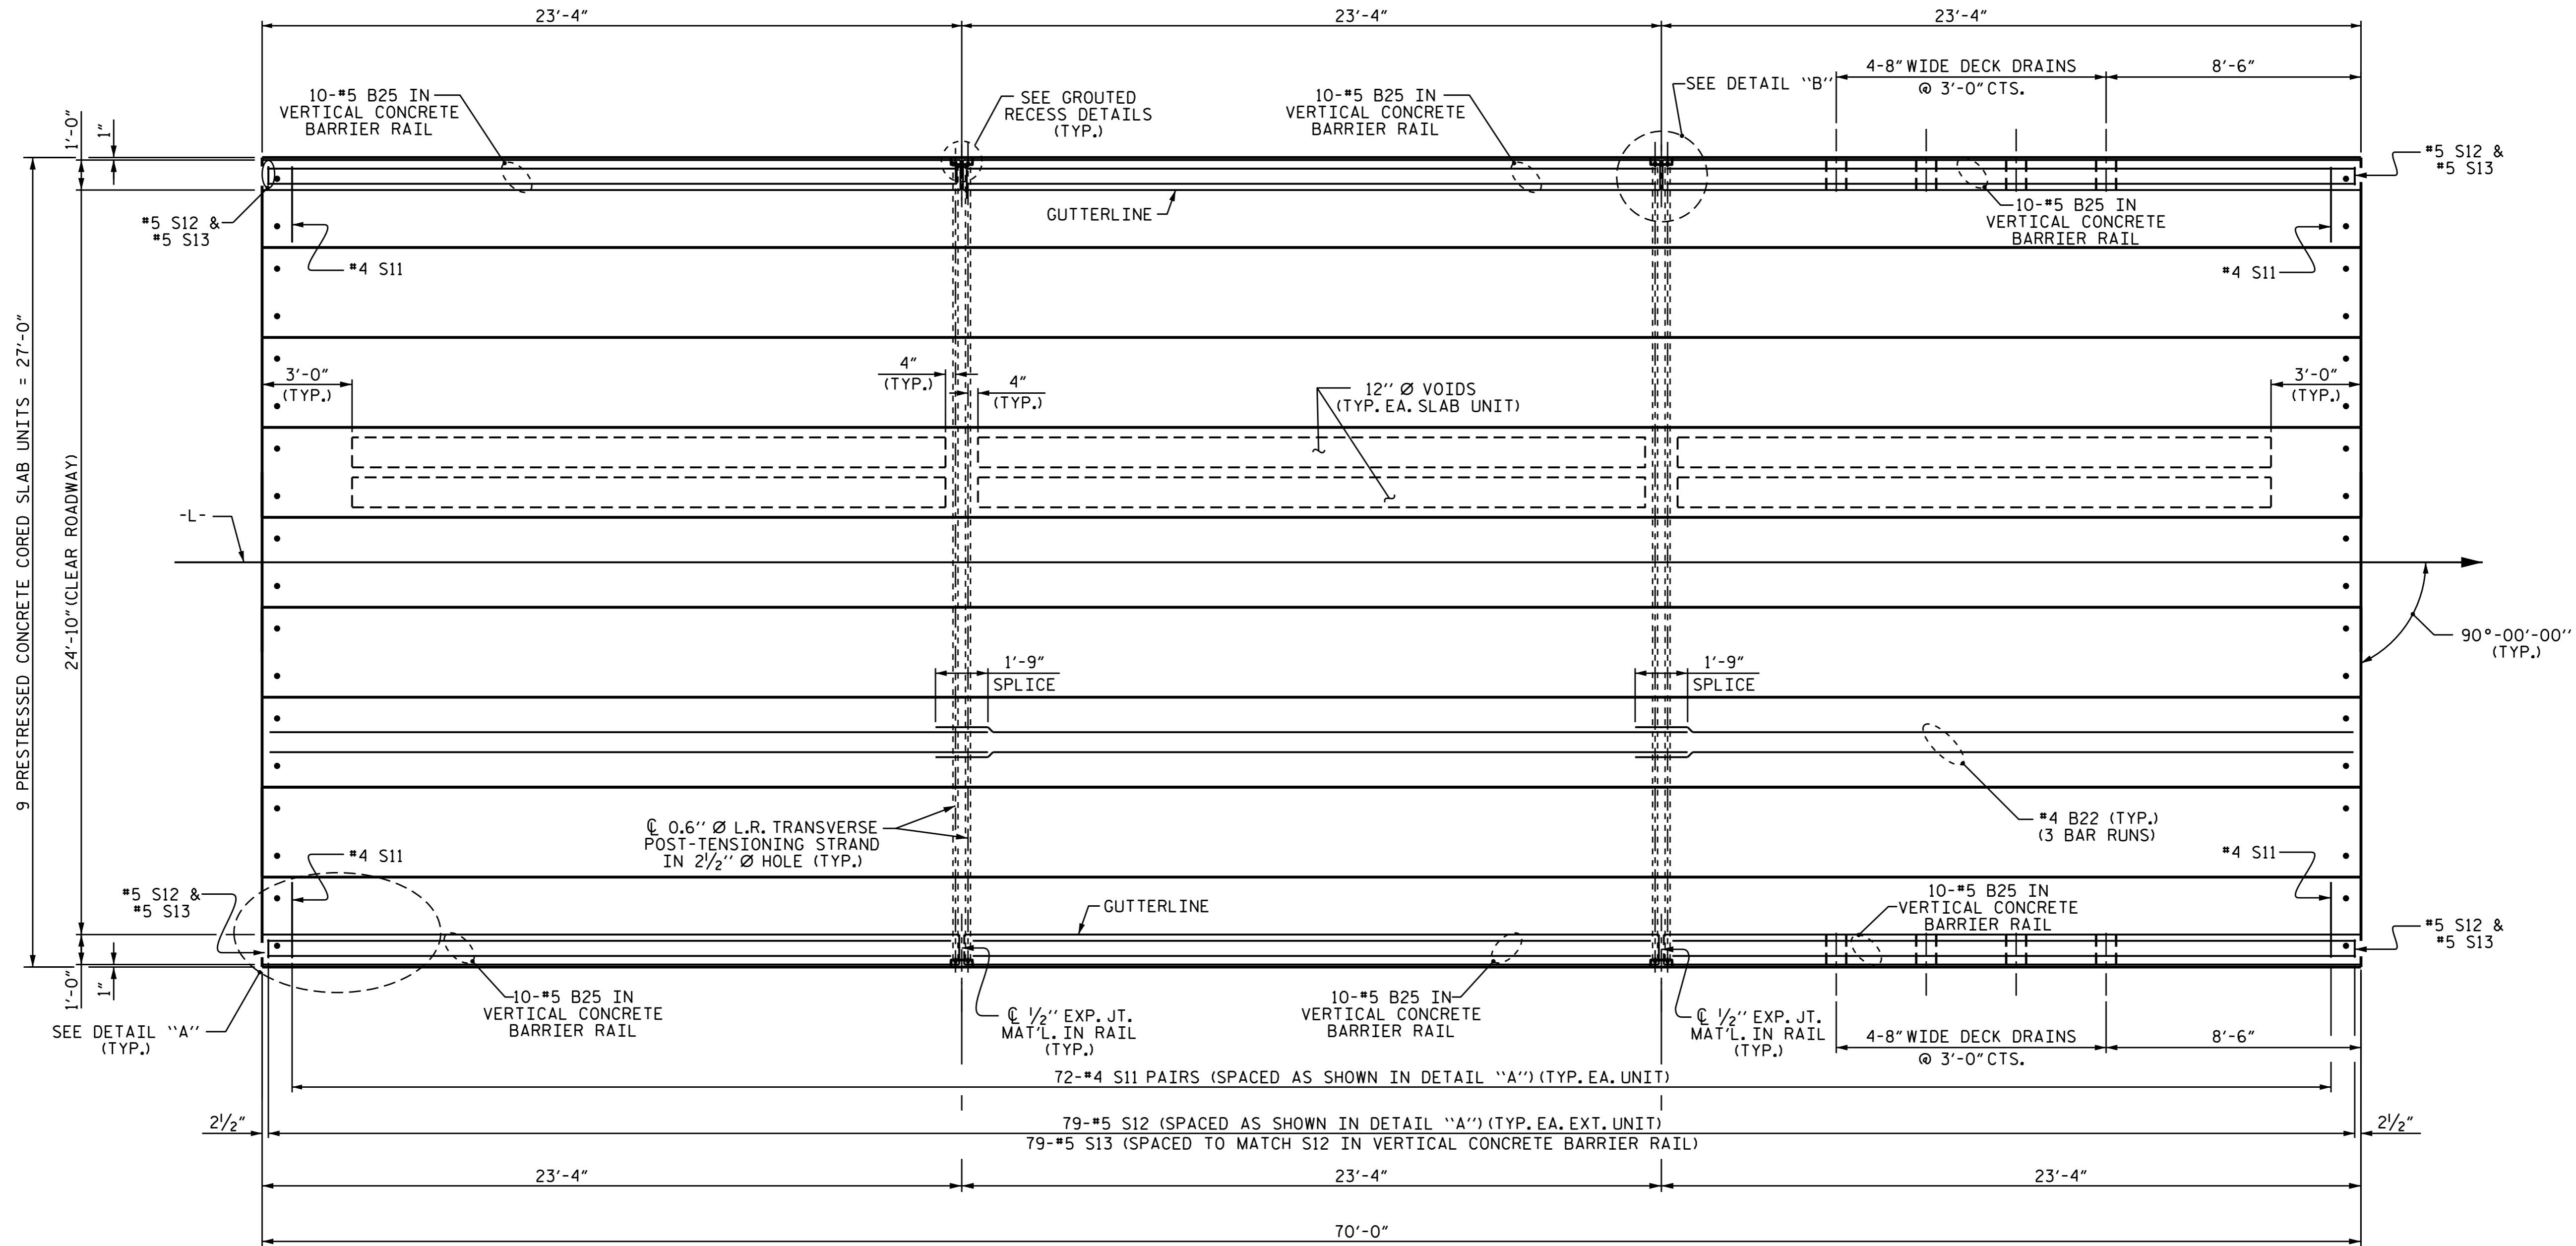 23'-4"
23'-4"
23'-4"
4-8" WIDE DECK DRAINS
@ 3'-0" CTS.
8'-6"
SEE DETAIL ‘‘B’’
10-#5 B25 IN
VERTICAL CONCRETE
BARRIER RAIL
SEE GROUTED
RECESS DETAILS
(TYP.)
10-#5 B25 IN
VERTICAL CONCRETE
BARRIER RAIL
1'-0"
1"
#5 S12 &
#5 S13
#5 S12 &
#5 S13
GUTTERLINE
10-#5 B25 IN
VERTICAL CONCRETE
BARRIER RAIL
#4 S11
#4 S11
9 PRESTRESSED CONCRETE CORED SLAB UNITS = 27'-0"
24'-10" (CLEAR ROADWAY)
3'-0"
(TYP.)
4"
(TYP.)
4"
(TYP.)
12'' Ø VOIDS
(TYP. EA. SLAB UNIT)
3'-0"
(TYP.)
-L-
90°-00'-00''
(TYP.)
1'-9"
SPLICE
1'-9"
SPLICE
℄ 0.6'' Ø L.R. TRANSVERSE
POST-TENSIONING STRAND
IN 2½'' Ø HOLE (TYP.)
#4 B22 (TYP.)
(3 BAR RUNS)
#4 S11
#4 S11
#5 S12 &
#5 S13
GUTTERLINE
10-#5 B25 IN
VERTICAL CONCRETE
BARRIER RAIL
#5 S12 &
#5 S13
1'-0"
1"
SEE DETAIL ‘‘A’’
(TYP.)
10-#5 B25 IN
VERTICAL CONCRETE
BARRIER RAIL
℄ ½'' EXP. JT.
MAT'L. IN RAIL
(TYP.)
10-#5 B25 IN
VERTICAL CONCRETE
BARRIER RAIL
℄ ½'' EXP. JT.
MAT'L. IN RAIL
(TYP.)
4-8" WIDE DECK DRAINS
@ 3'-0" CTS.
8'-6"
72-#4 S11 PAIRS (SPACED AS SHOWN IN DETAIL ‘‘A’’) (TYP. EA. UNIT)
2½"
79-#5 S12 (SPACED AS SHOWN IN DETAIL ‘‘A’’) (TYP. EA. EXT. UNIT)
79-#5 S13 (SPACED TO MATCH S12 IN VERTICAL CONCRETE BARRIER RAIL)
2½"
23'-4"
23'-4"
23'-4"
70'-0"